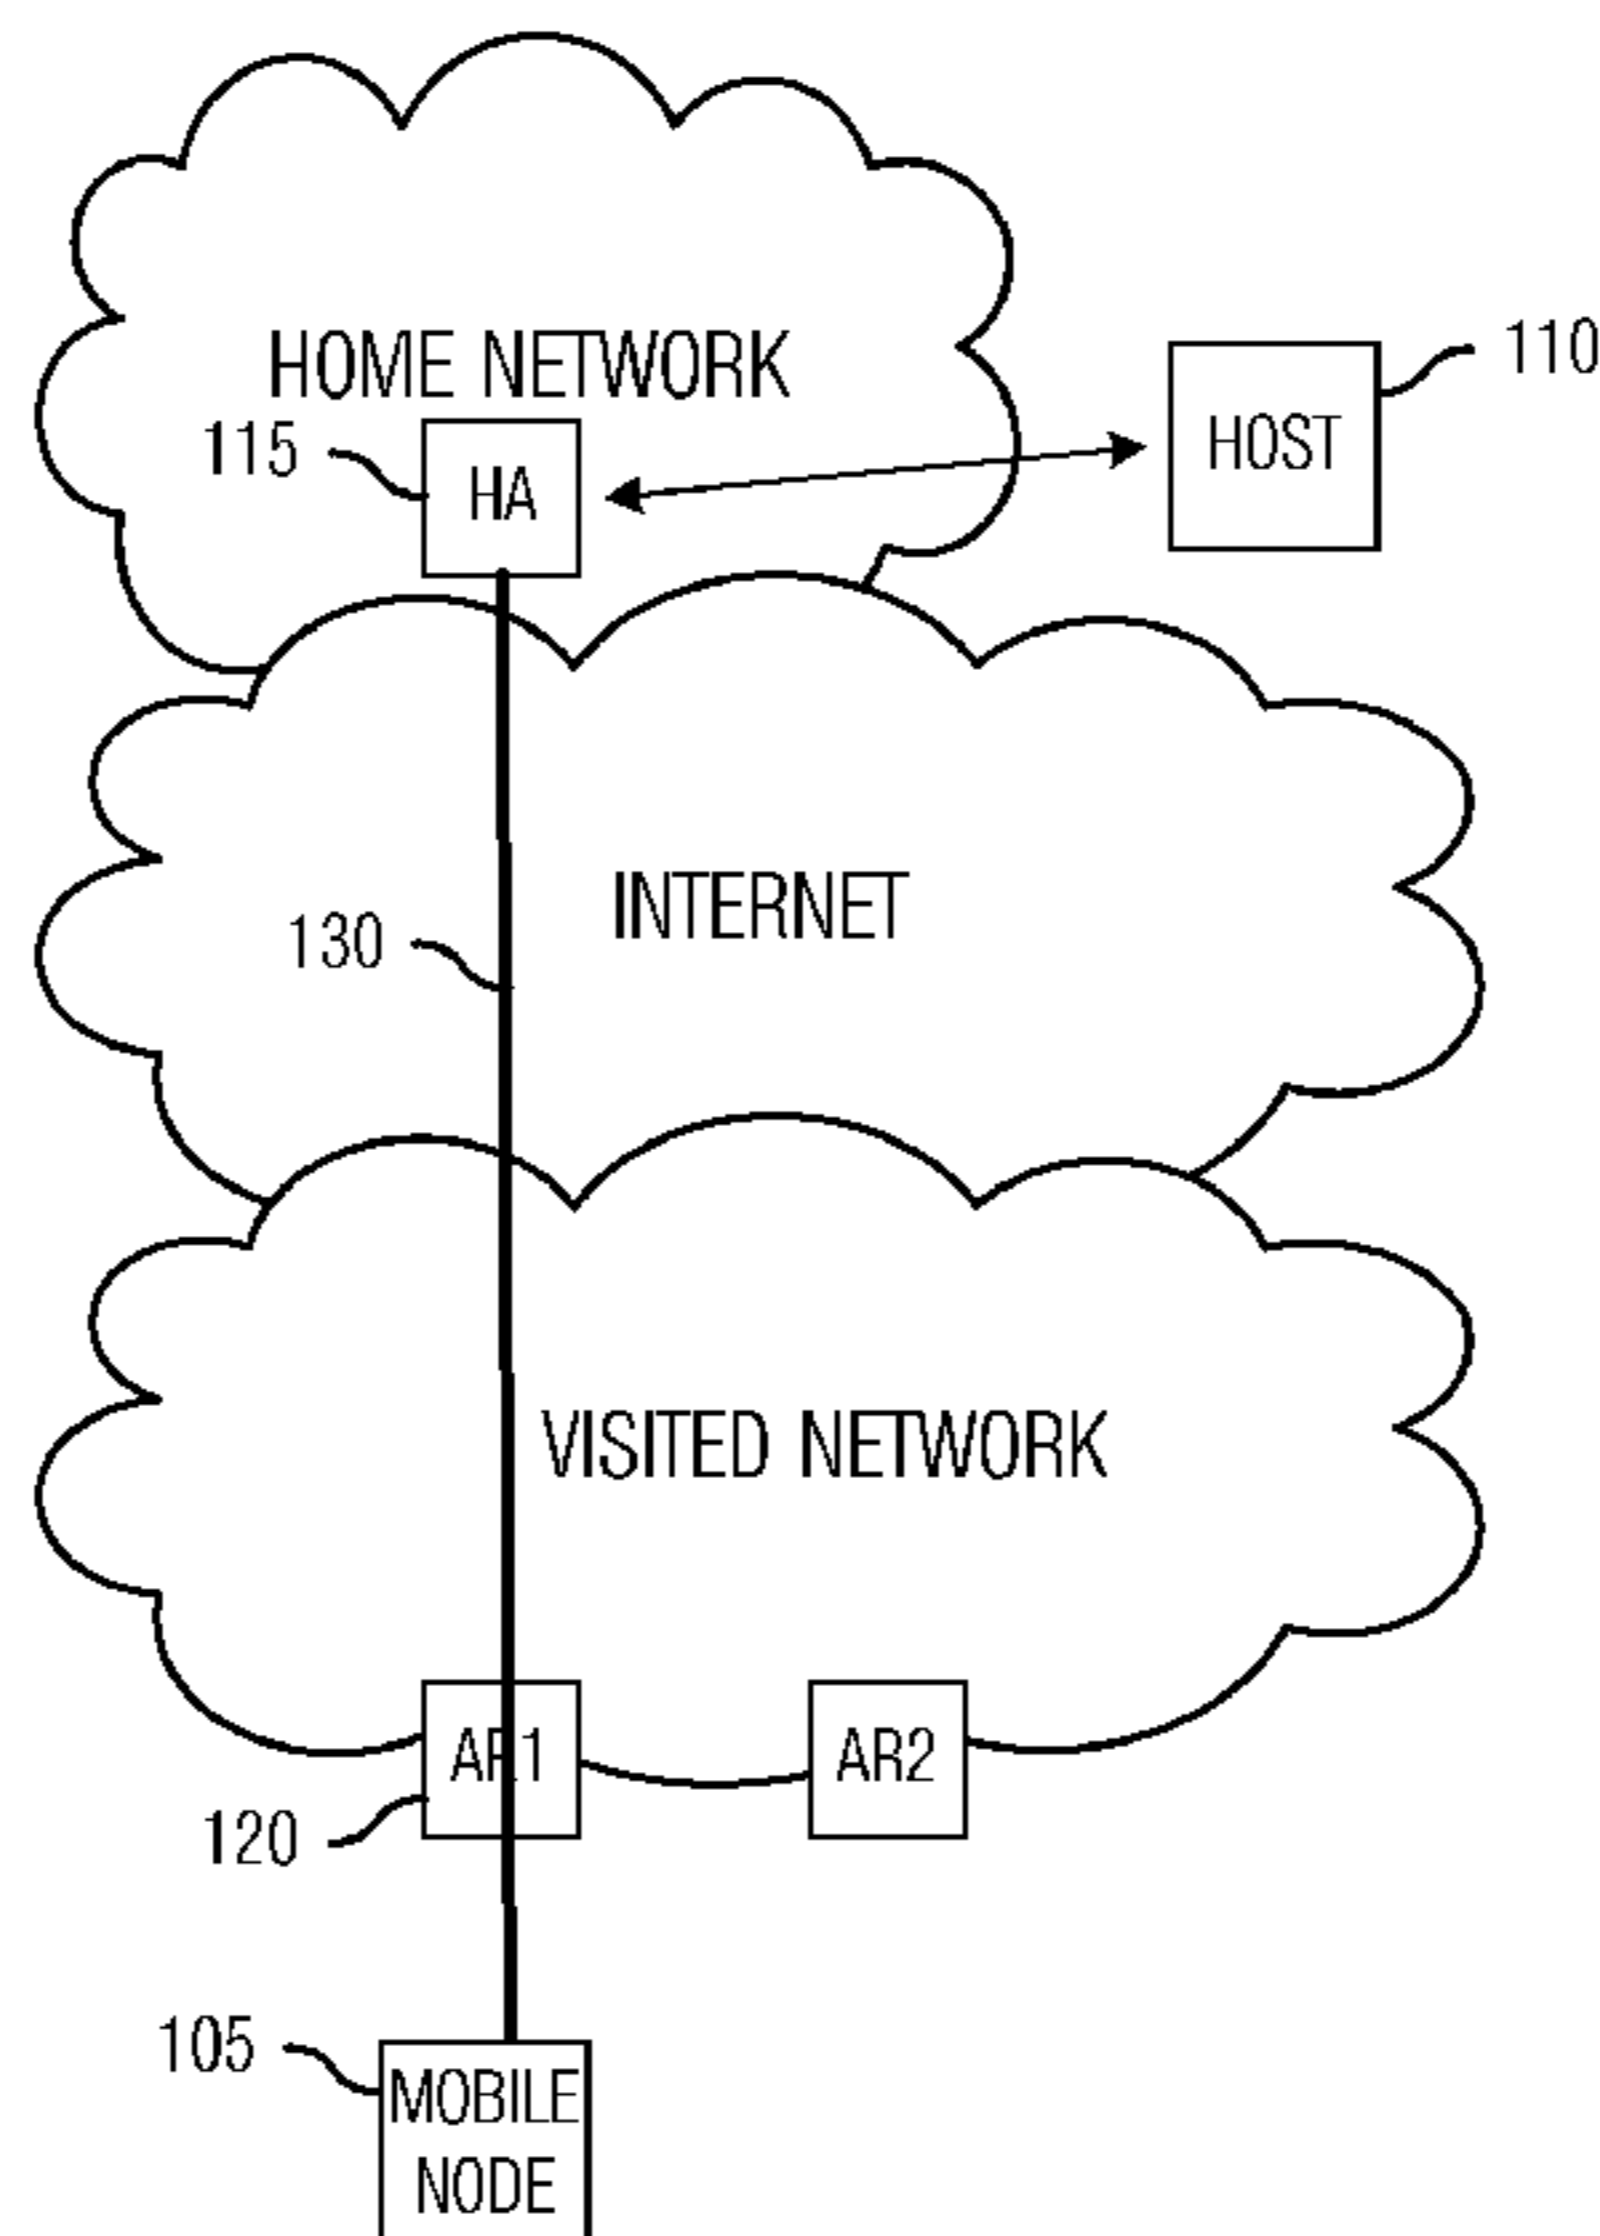 HOME NETWORK
110
HOST
115
HA
INTERNET
130
VISITED NETWORK
AR1
AR2
120
105
MOBILE
NODE